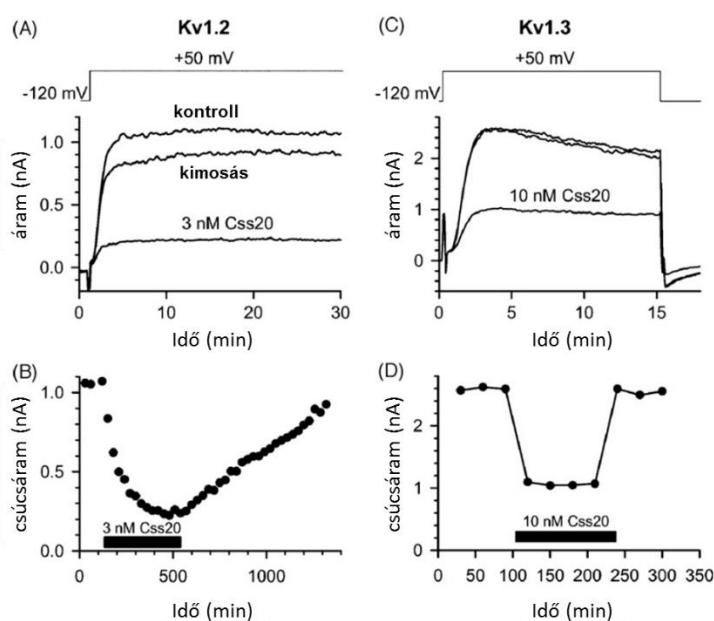 (A) Kv1.2
+50 mV
-120 mV
kontroll
kimosás
3 nM Css20
áram (nA)
1.0
0.5
0.0
0 10 20 30
Idő (min)
(C) Kv1.3
+50 mV
-120 mV
10 nM Css20
áram (nA)
2
1
0
0 5 10 15
Idő (min)
(B)
csúcsáram (nA)
1.0
0.5
0.0
3 nM Css20
0 500 1000
Idő (min)
(D)
csúcsáram (nA)
2
1
0
10 nM Css20
0 50 100 150 200 250 300 350
Idő (min)